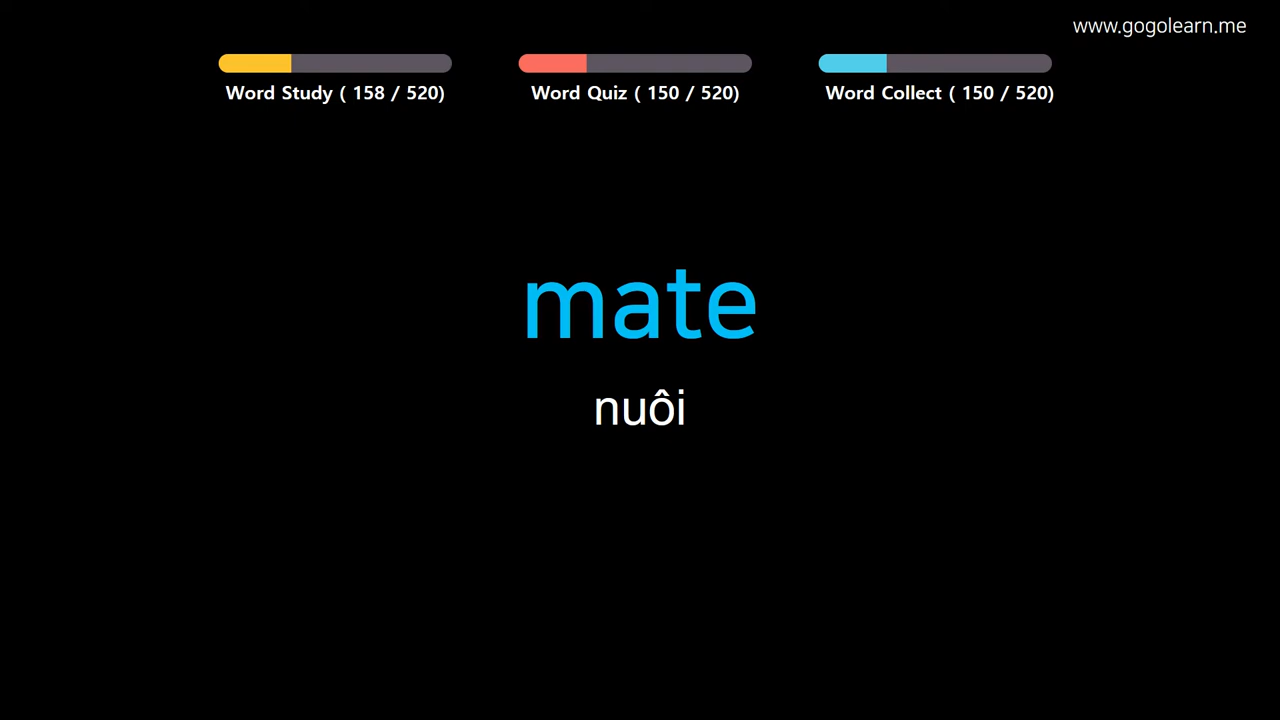 www.gogolearn.me
Word Study ( 158 / 520)
Word Quiz ( 150 / 520)
Word Collect ( 150 / 520)
mate
nuôi